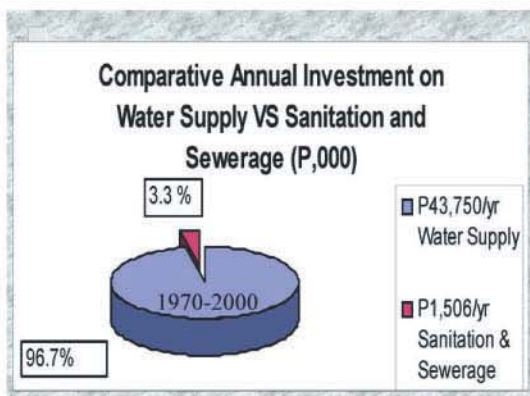 Comparative Annual Investment on
Water Supply VS Sanitation and
Sewerage (P,000)
3.3 %
1970-2000
96.7%
P43,750/yr
Water Supply
P1,506/yr
Sanitation &
Sewerage